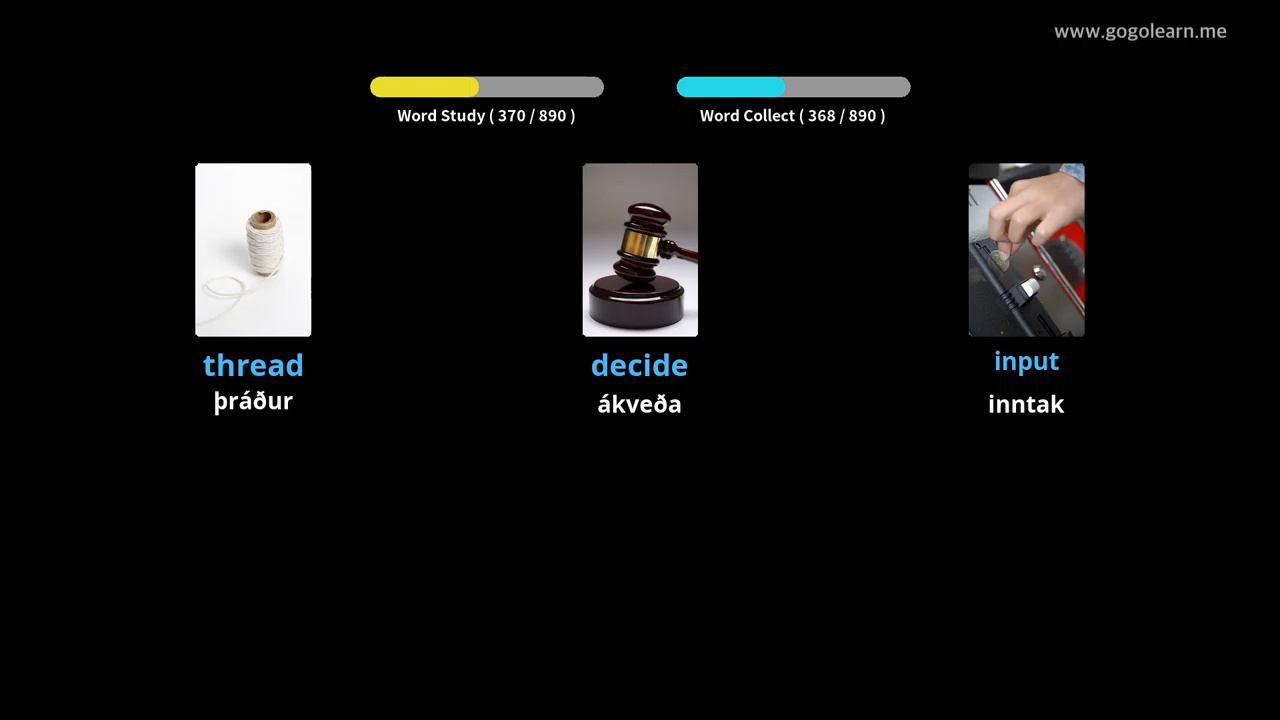 www.gogolearn.me
Word Study ( 370 / 890 )
Word Collect ( 368 / 890 )
thread
þráður
decide
ákveða
input
inntak